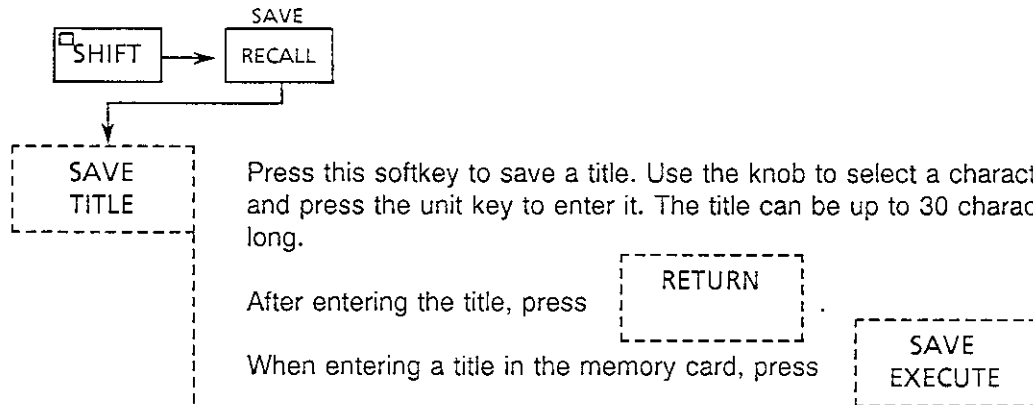 SAVE
SHIFT
RECALL
SAVE
TITLE
Press this softkey to save a title. Use the knob to select a charact
and press the unit key to enter it. The title can be up to 30 charac
long.
After entering the title, press
RETURN
.
When entering a title in the memory card, press
SAVE
EXECUTE